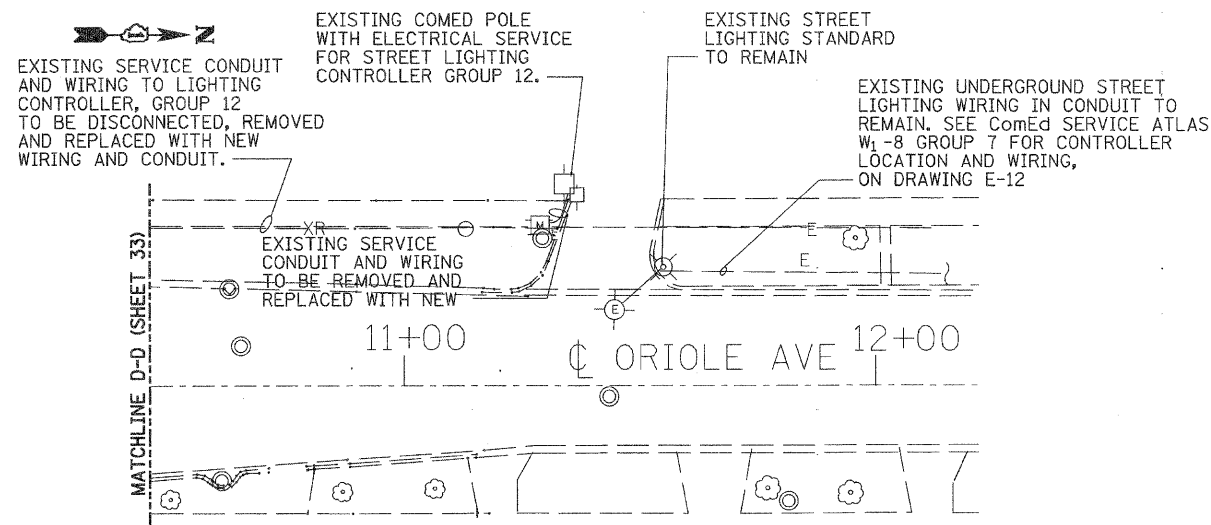 N
EXISTING SERVICE CONDUIT
AND WIRING TO LIGHTING
CONTROLLER, GROUP 12
TO BE DISCONNECTED, REMOVED
AND REPLACED WITH NEW
WIRING AND CONDUIT.
EXISTING COMED POLE
WITH ELECTRICAL SERVICE
FOR STREET LIGHTING
CONTROLLER GROUP 12.
EXISTING STREET
LIGHTING STANDARD
TO REMAIN
EXISTING UNDERGROUND STREET
LIGHTING WIRING IN CONDUIT TO
REMAIN. SEE ComEd SERVICE ATLAS
W1-8 GROUP 7 FOR CONTROLLER
LOCATION AND WIRING,
ON DRAWING E-12
XR
M
E
E
EXISTING SERVICE
CONDUIT AND WIRING
TO BE REMOVED AND
REPLACED WITH NEW
E
MATCHLINE D-D (SHEET 33)
11+00
℄ ORIOLE AVE
12+00